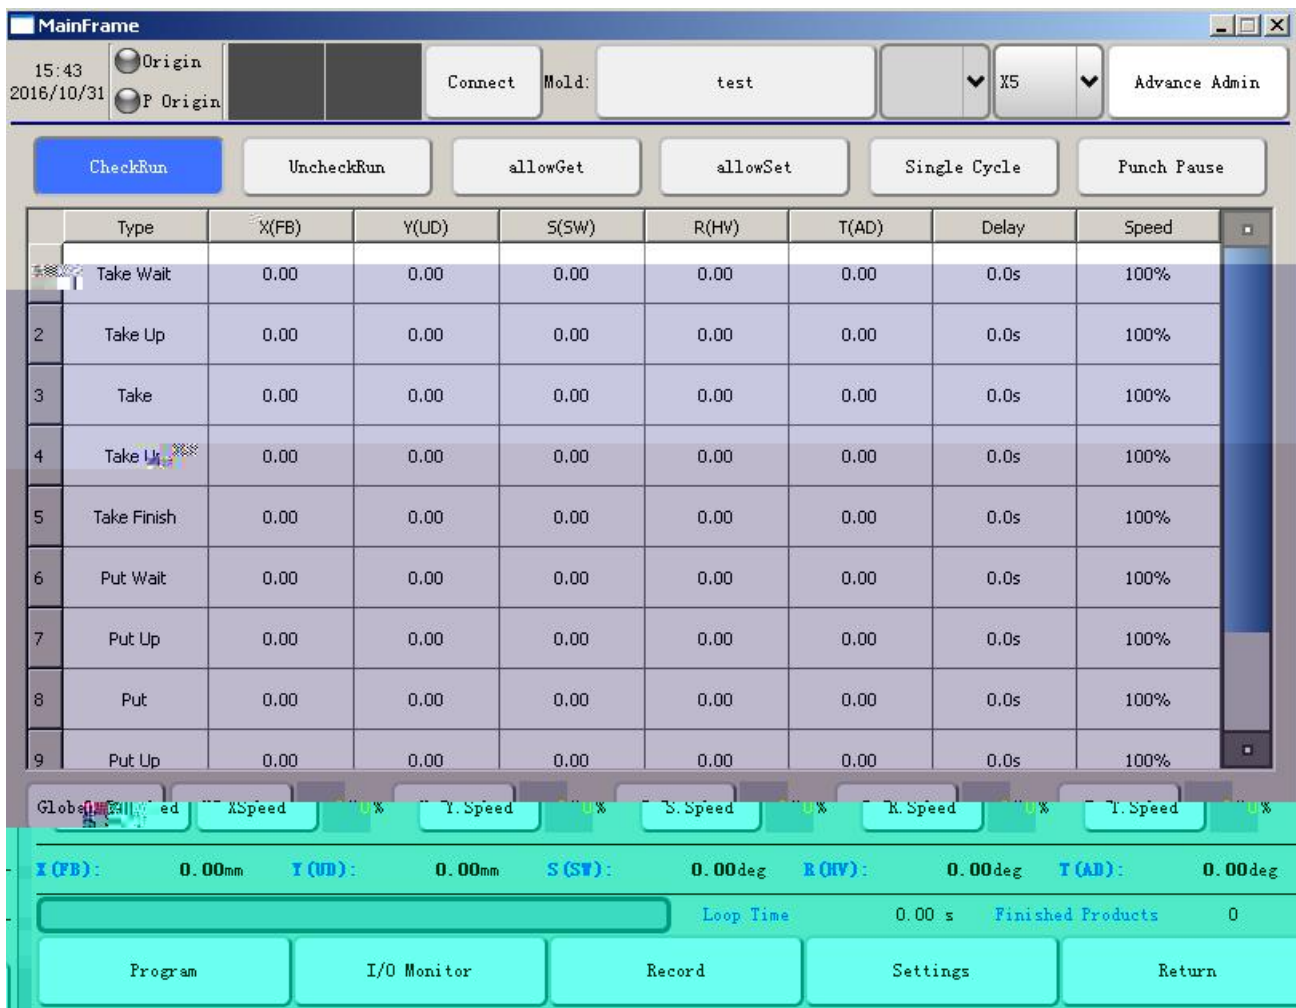 MainFrame
15:43
2016/10/31
Origin
P Origin
Connect
Mold:
test
X5
Advance Admin
CheckRun UncheckRun allowGet allowSet Single Cycle Punch Pause
Type X(FB) Y(UD) S(SW) R(HV) T(AD) Delay Speed
Take Wait 0.00 0.00 0.00 0.00 0.00 0.0s 100%
2 Take Up 0.00 0.00 0.00 0.00 0.00 0.0s 100%
3 Take 0.00 0.00 0.00 0.00 0.00 0.0s 100%
4 Take 0.00 0.00 0.00 0.00 0.00 0.0s 100%
5 Take Finish 0.00 0.00 0.00 0.00 0.00 0.0s 100%
6 Put Wait 0.00 0.00 0.00 0.00 0.00 0.0s 100%
7 Put Up 0.00 0.00 0.00 0.00 0.00 0.0s 100%
8 Put 0.00 0.00 0.00 0.00 0.00 0.0s 100%
9 Put Up 0.00 0.00 0.00 0.00 0.00 0.0s 100%
XSpeed % Y.Speed % S.Speed % R.Speed % T.Speed %
X(FB): 0.00mm Y(UD): 0.00mm S(SW): 0.00deg R(HV): 0.00deg T(AD): 0.00deg
Loop Time 0.00 s Finished Products 0
Program I/O Monitor Record Settings Return